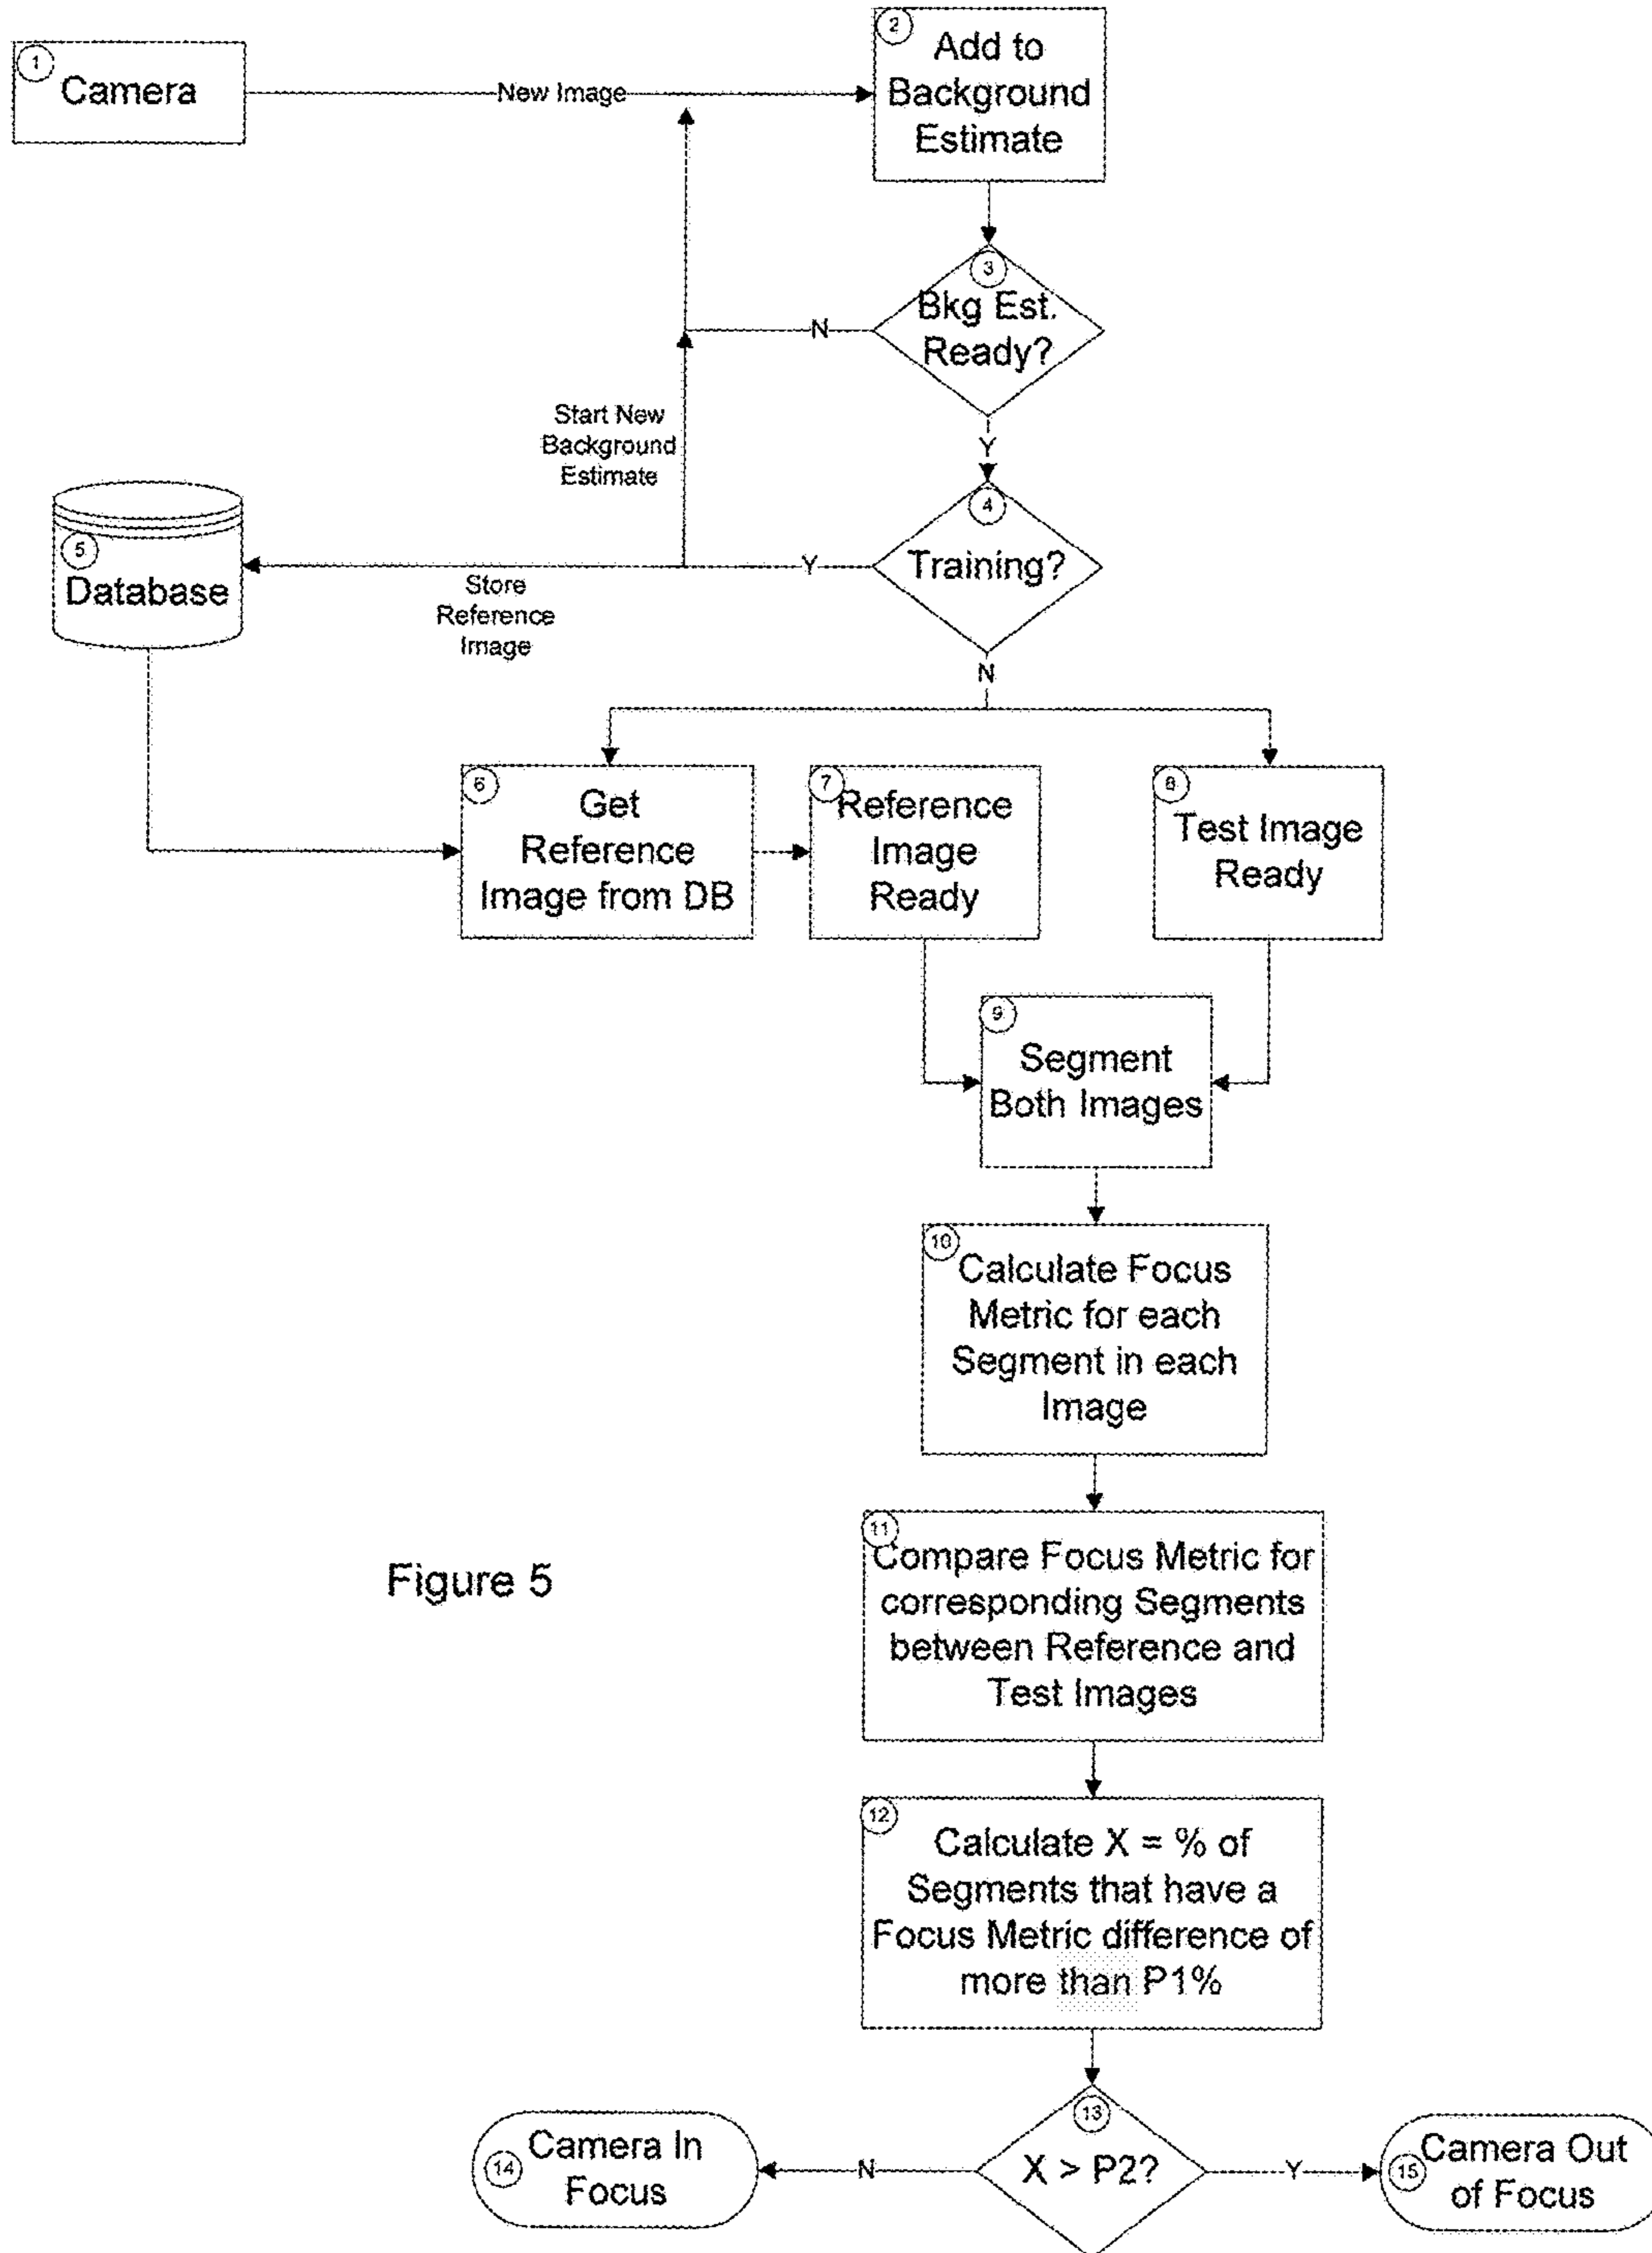 1
Camera
New Image
2
Add to
Background
Estimate
3
Bkg Est.
Ready?
N
Y
Start New
Background
Estimate
4
Training?
Y
N
5
Database
Store
Reference
Image
6
Get
Reference
Image from DB
7
Reference
Image
Ready
8
Test Image
Ready
9
Segment
Both Images
10
Calculate Focus
Metric for each
Segment in each
Image
Figure 5
11
Compare Focus Metric for
corresponding Segments
between Reference and
Test Images
12
Calculate X = % of
Segments that have a
Focus Metric difference of
more than P1%
13
X > P2?
N
Y
14
Camera In
Focus
15
Camera Out
of Focus